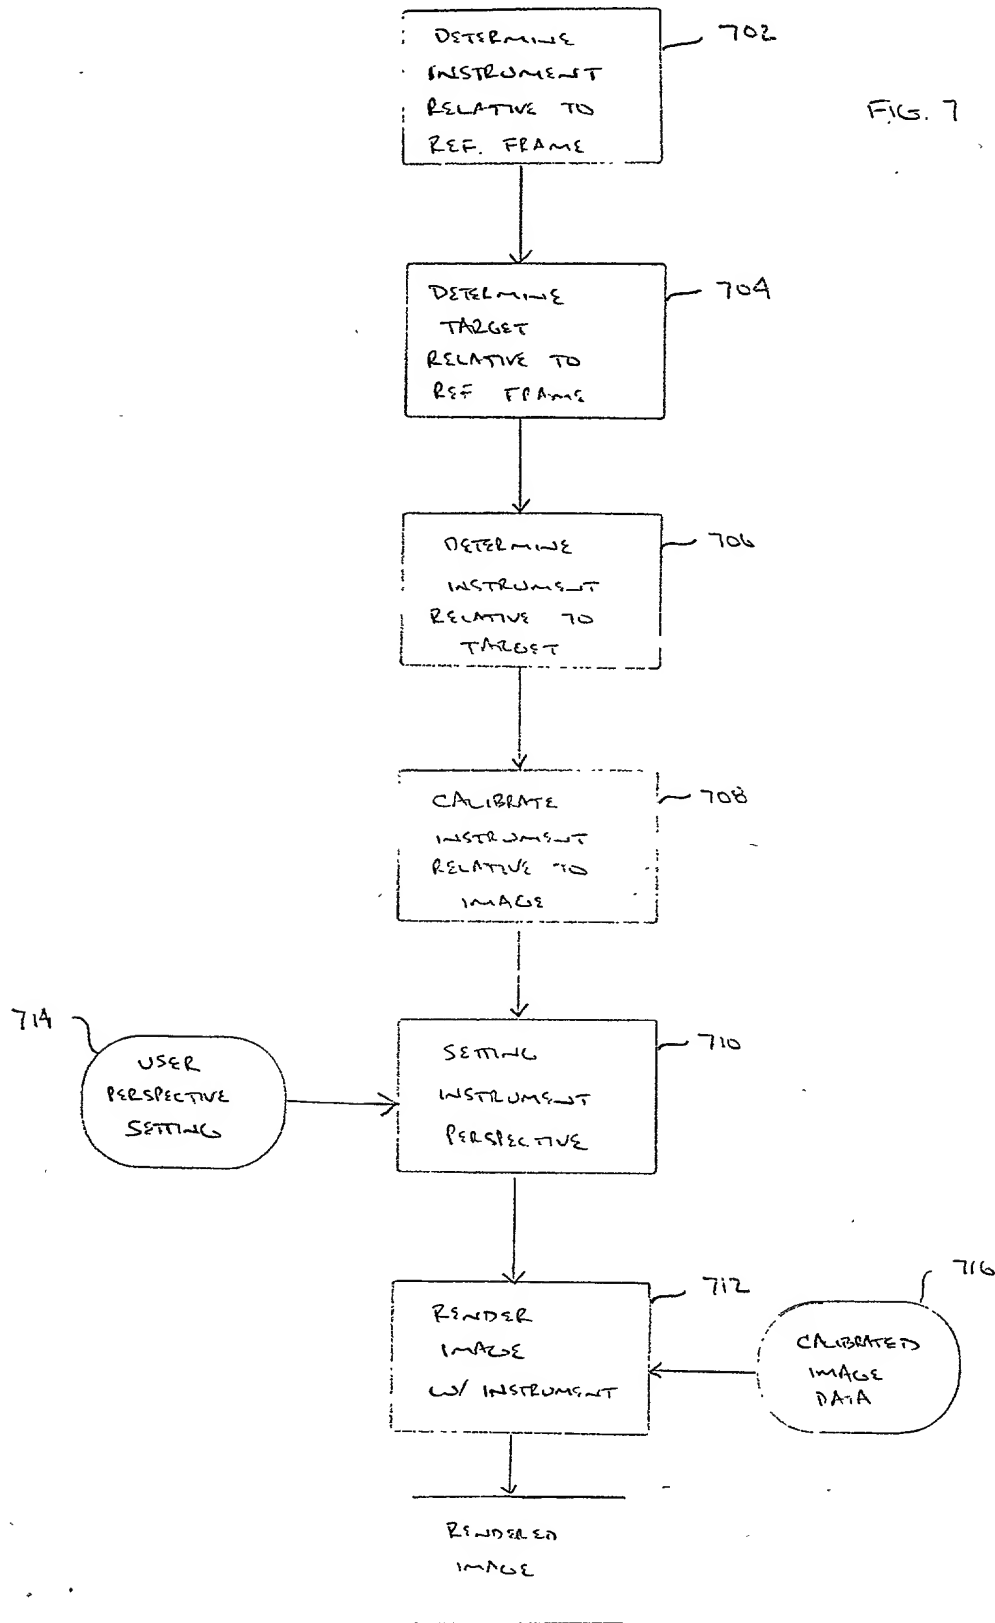 DETERMINE
INSTRUMENT
RELATIVE TO
REF. FRAME
702
FIG. 7
DETERMINE
TARGET
RELATIVE TO
REF FRAME
704
DETERMINE
INSTRUMENT
RELATIVE TO
TARGET
706
CALIBRATE
INSTRUMENT
RELATIVE TO
IMAGE
708
714
USER
PERSPECTIVE
SETTING
SETTING
INSTRUMENT
PERSPECTIVE
710
RENDER
IMAGE
W/ INSTRUMENT
712
716
CALIBRATED
IMAGE
DATA
RENDERED
IMAGE